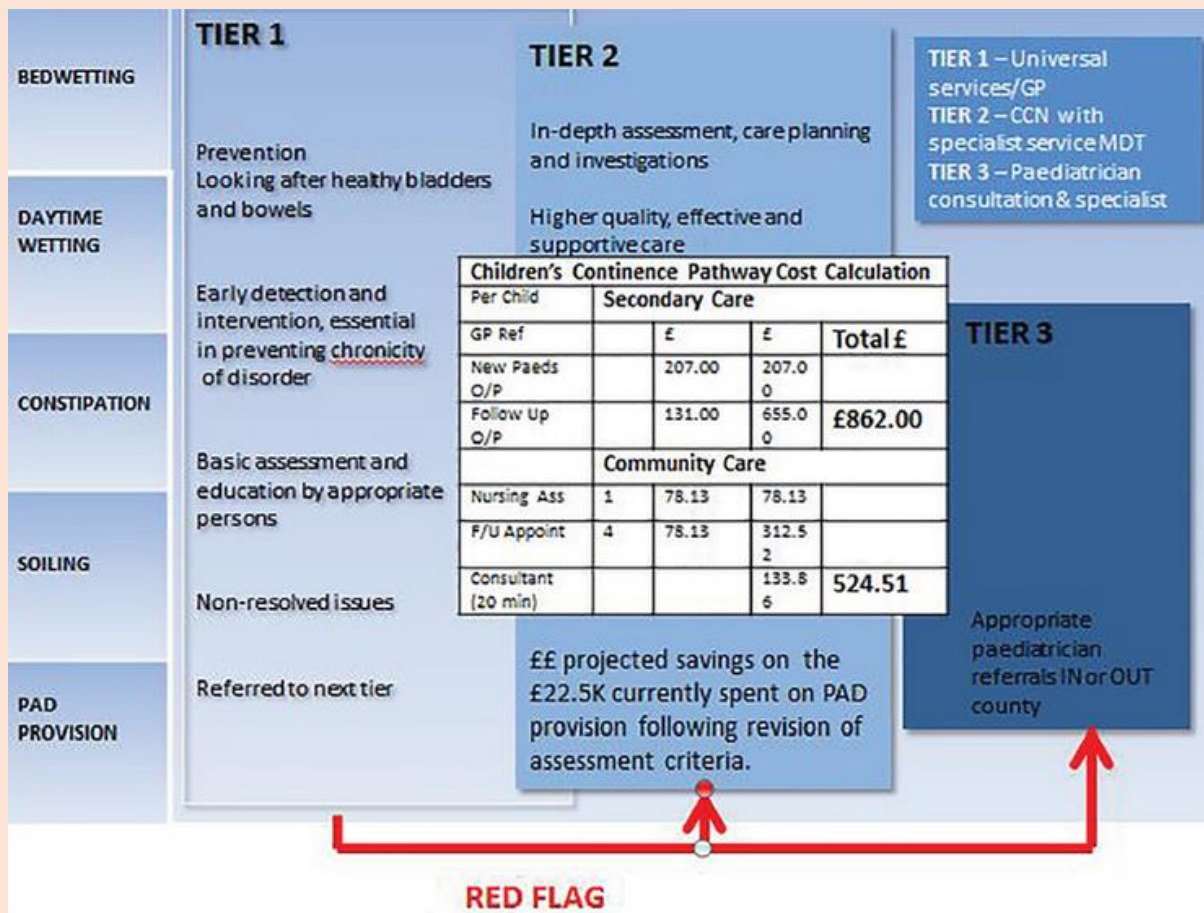 BEDWETTING
DAYTIME
WETTING
CONSTIPATION
SOILING
PAD
PROVISION
TIER 1
Prevention
Looking after healthy bladders
and bowels
Early detection and
intervention, essential
in preventing chronicity
of disorder
Basic assessment and
education by appropriate
persons
Non-resolved issues
Referred to next tier
TIER 2
In-depth assessment, care planning
and investigations
Higher quality, effective and
supportive care
Children's Continence Pathway Cost Calculation
Per Child Secondary Care
GP Ref £ £ Total £
New Paeds
O/P 207.00 207.0
0
Follow Up
O/P 131.00 655.0
0 £862.00
Community Care
Nursing Ass 1 78.13 78.13
F/U Appoint 4 78.13 312.5
2
Consultant
(20 min) 133.8
6 524.51
££ projected savings on the
£22.5K currently spent on PAD
provision following revision of
assessment criteria.
TIER 1 – Universal
services/GP
TIER 2 – CCN with
specialist service MDT
TIER 3 – Paediatrician
consultation & specialist
TIER 3
Appropriate
paediatrician
referrals IN or OUT
county
RED FLAG